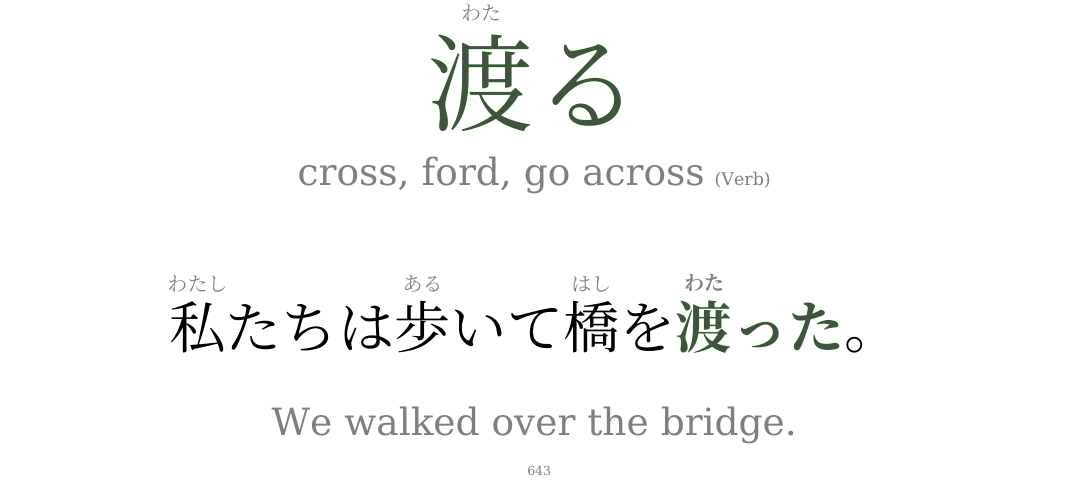 わた
渡る
cross, ford, go across (Verb)
わたし ある はし わた
私たちは歩いて橋を渡った。
We walked over the bridge.
643